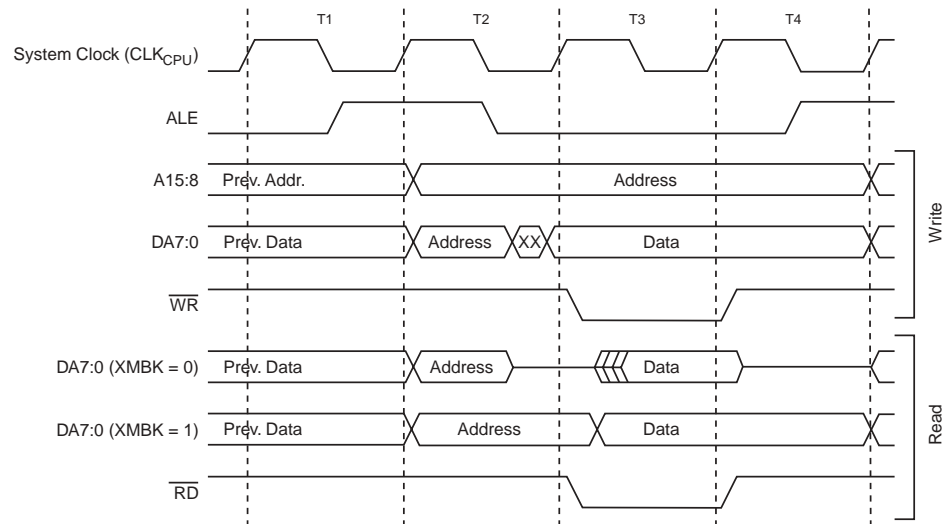 T1 T2 T3 T4
System Clock (CLKCPU)
ALE
A15:8 Prev. Addr. Address
DA7:0 Prev. Data Address XX Data
WR
Write
DA7:0 (XMBK = 0) Prev. Data Address Data
DA7:0 (XMBK = 1) Prev. Data Address Data
RD
Read